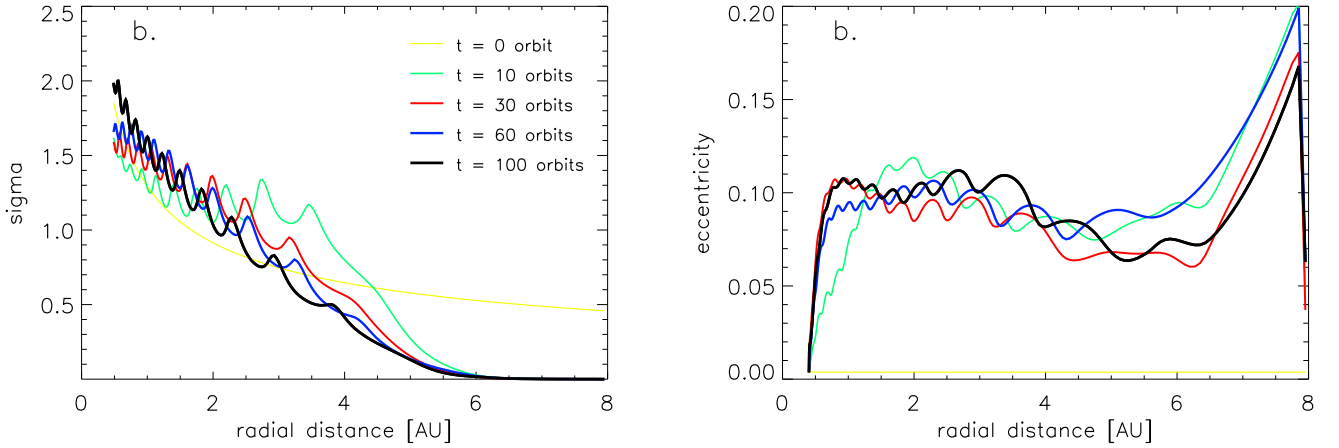 b.
t = 0 orbit
t = 10 orbits
t = 30 orbits
t = 60 orbits
t = 100 orbits
2.5
2.0
1.5
1.0
0.5
sigma
0
2
4
6
8
radial distance [AU]
b.
0.20
0.15
0.10
0.05
0.00
eccentricity
0
2
4
6
8
radial distance [AU]